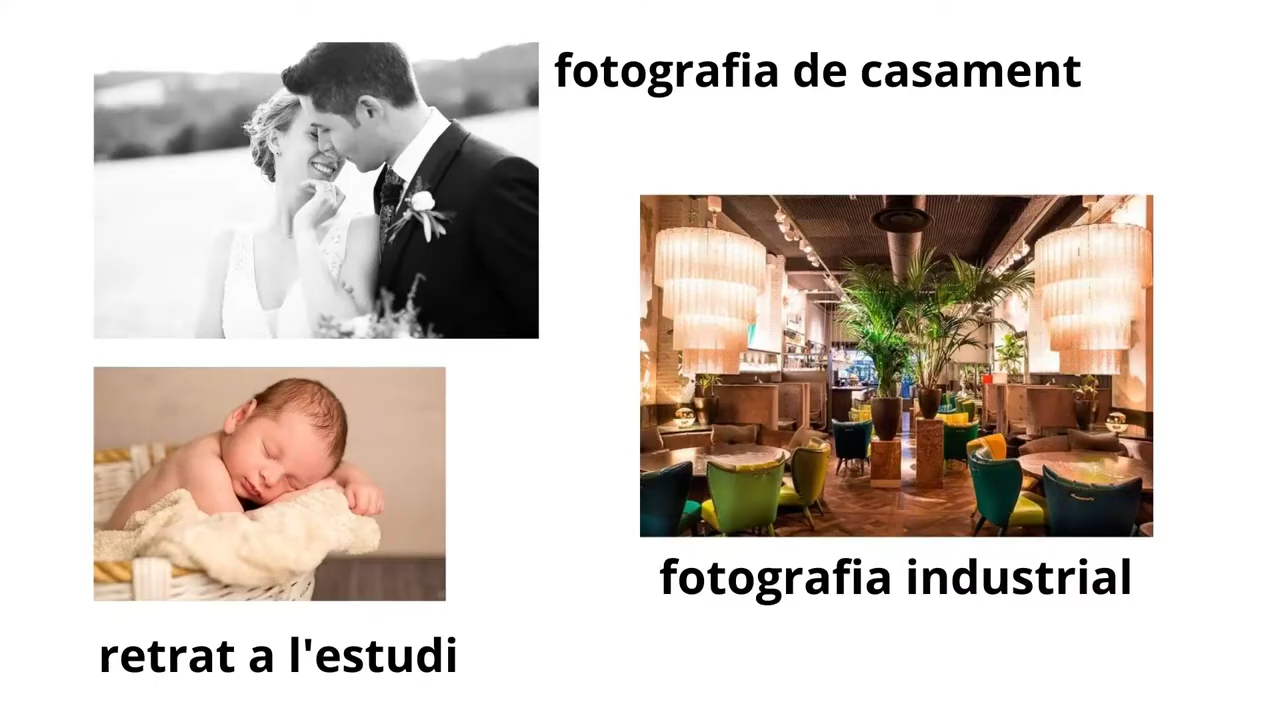 fotografia de casament
fotografia industrial
retrat a l'estudi